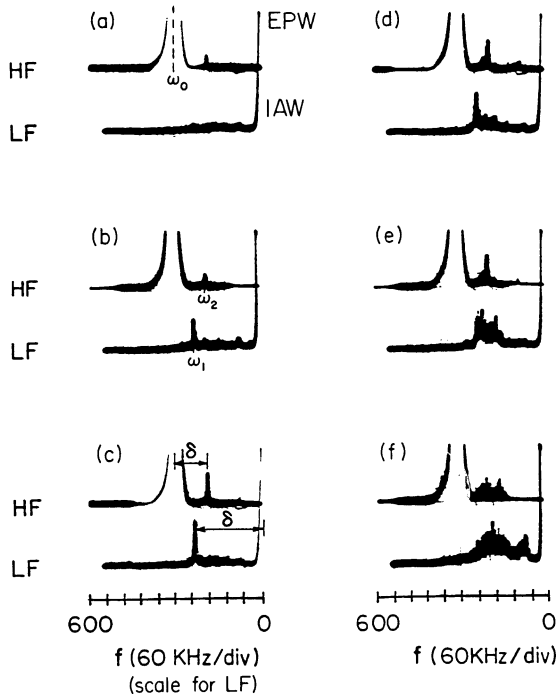 (a)
EPW
HF
ω₀
IAW
LF
(b)
HF
ω₂
LF
ω₁
(c)
δ
HF
δ
LF
600
0
f (60 KHz/div)
(scale for LF)
(d)
(e)
(f)
600
0
f (60KHz/div)